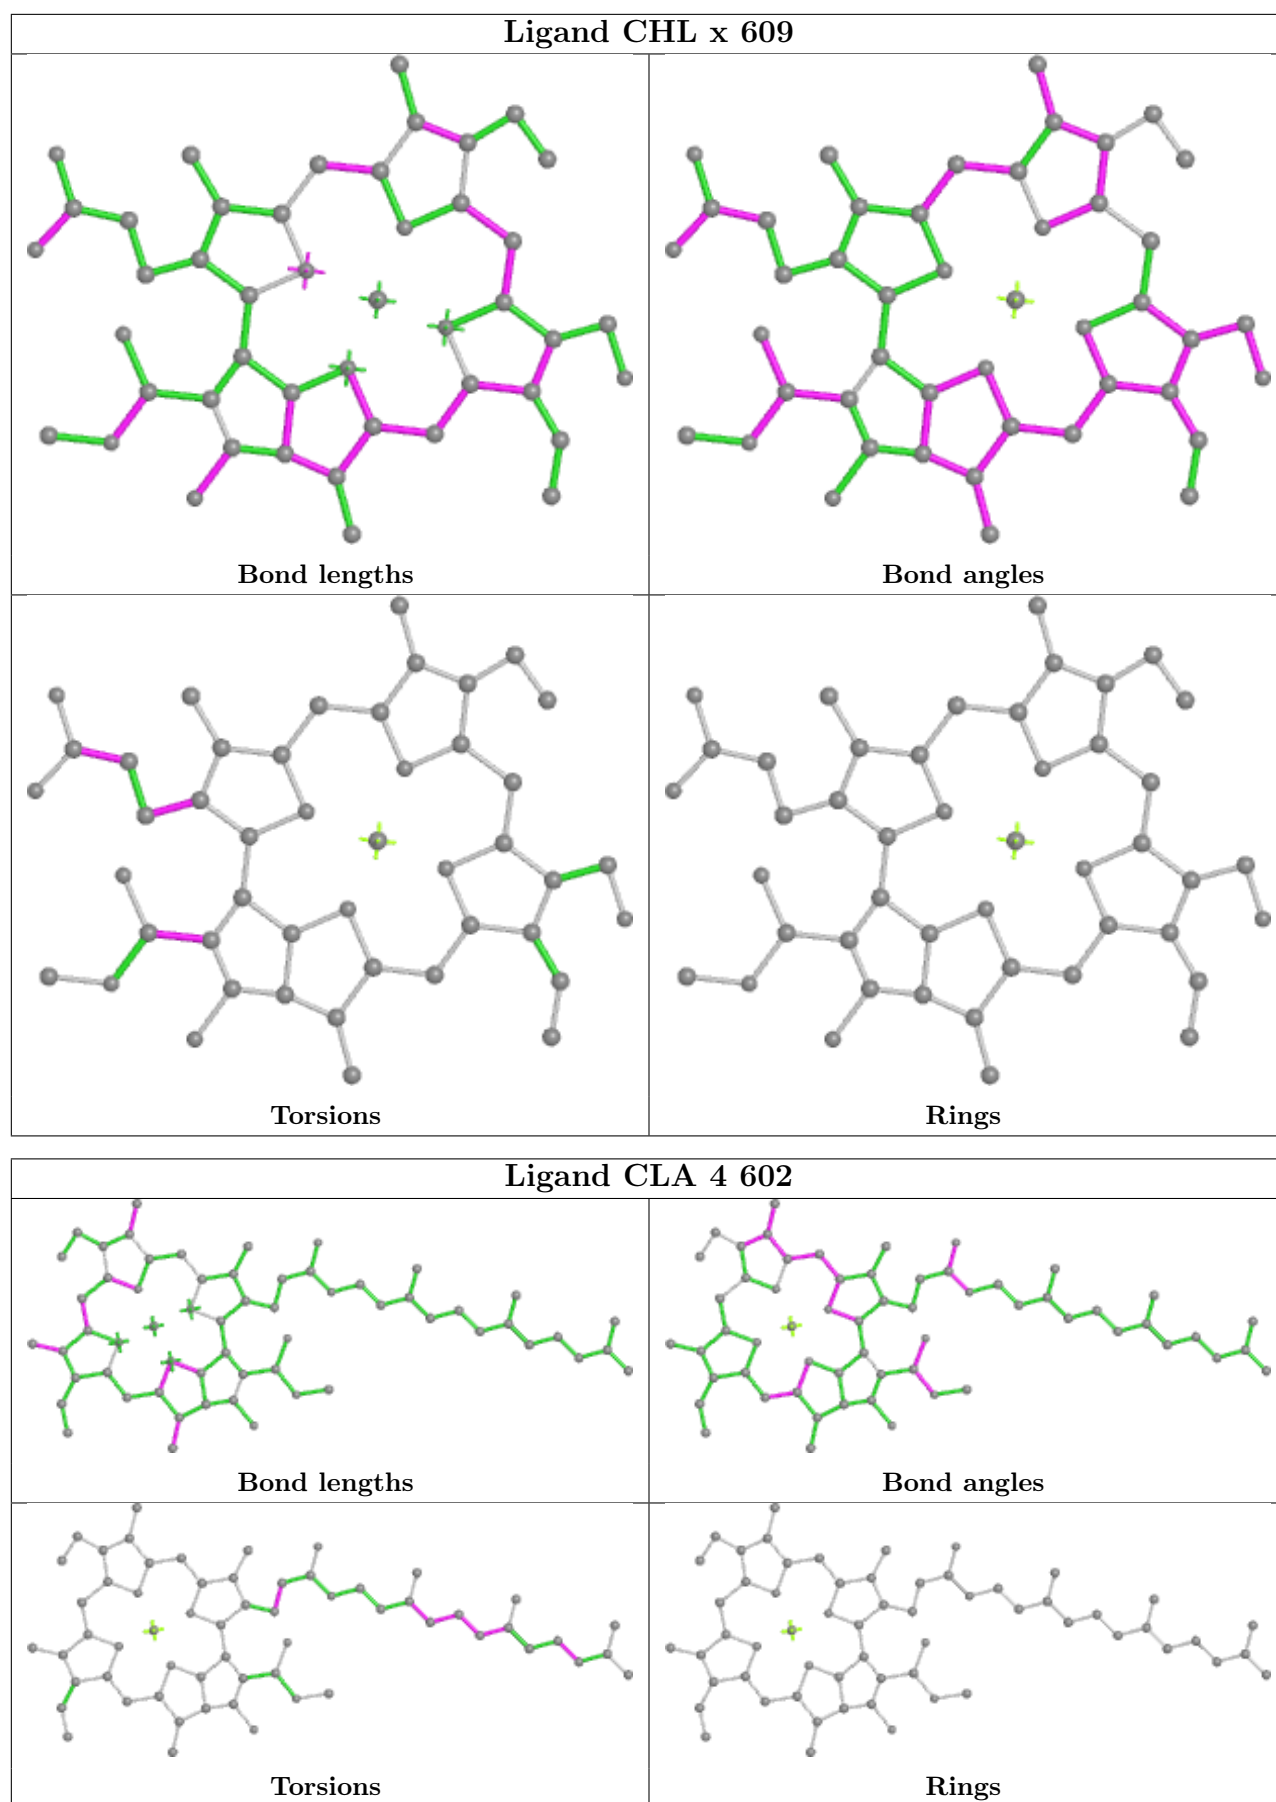 Ligand CHL x 609
Bond lengths
Bond angles
Torsions
Rings
Ligand CLA 4 602
Bond lengths
Bond angles
Torsions
Rings